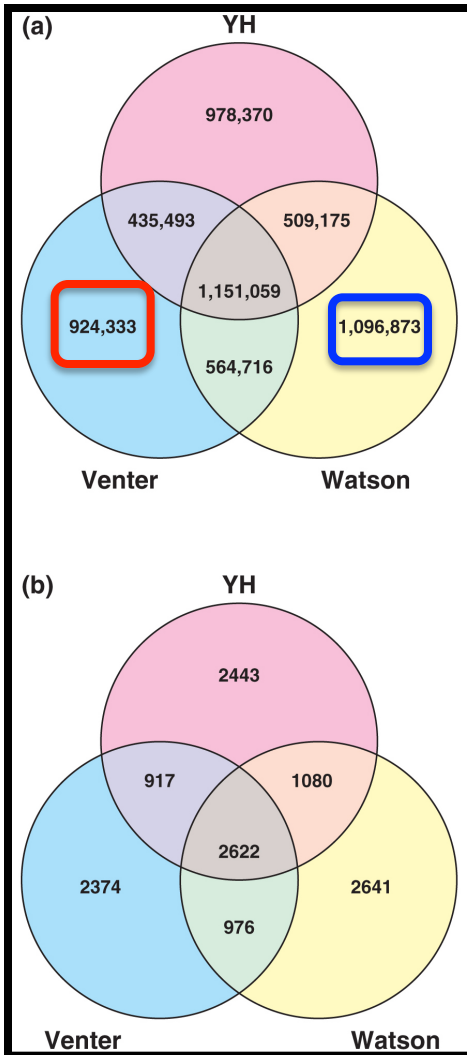 (a)
YH
978,370
435,493
509,175
1,151,059
924,333
1,096,873
564,716
Venter
Watson
(b)
YH
2443
917
1080
2622
2374
2641
976
Venter
Watson